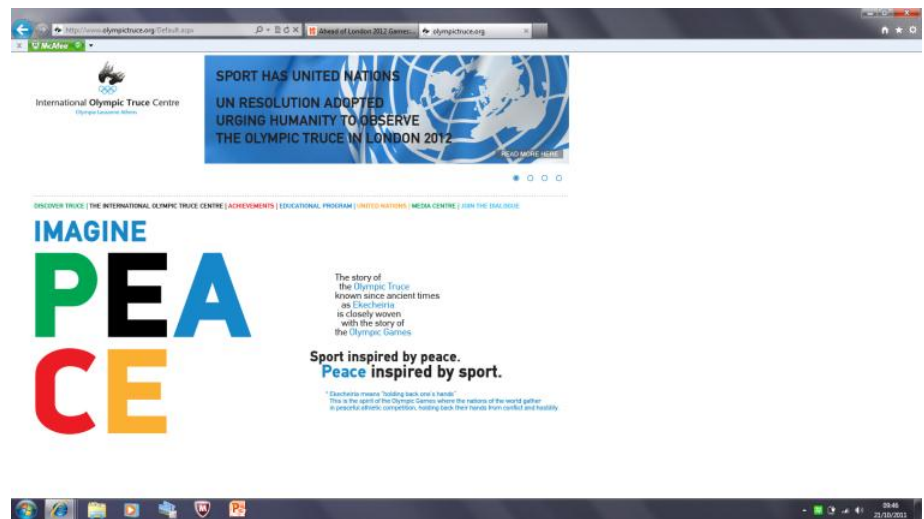 http://www.olympictruce.org/Default.aspx
Ahead of London 2012 Games:...
olympictruce.org
McAfee
International Olympic Truce Centre
Olympia Lausanne Athens
SPORT HAS UNITED NATIONS
UN RESOLUTION ADOPTED
URGING HUMANITY TO OBSERVE
THE OLYMPIC TRUCE IN LONDON 2012
READ MORE HERE
DISCOVER TRUCE | THE INTERNATIONAL OLYMPIC TRUCE CENTRE | ACHIEVEMENTS | EDUCATIONAL PROGRAM | UNITED NATIONS | MEDIA CENTRE | JOIN THE DIALOGUE
IMAGINE
PEA
CE
The story of
the Olympic Truce
known since ancient times
as Ekecheiria
is closely woven
with the story of
the Olympic Games
Sport inspired by peace.
Peace inspired by sport.
* Ekecheiria means "holding back one's hands"
This is the spirit of the Olympic Games where the nations of the world gather
in peaceful athletic competition, holding back their hands from conflict and hostility
09:46
21/10/2011